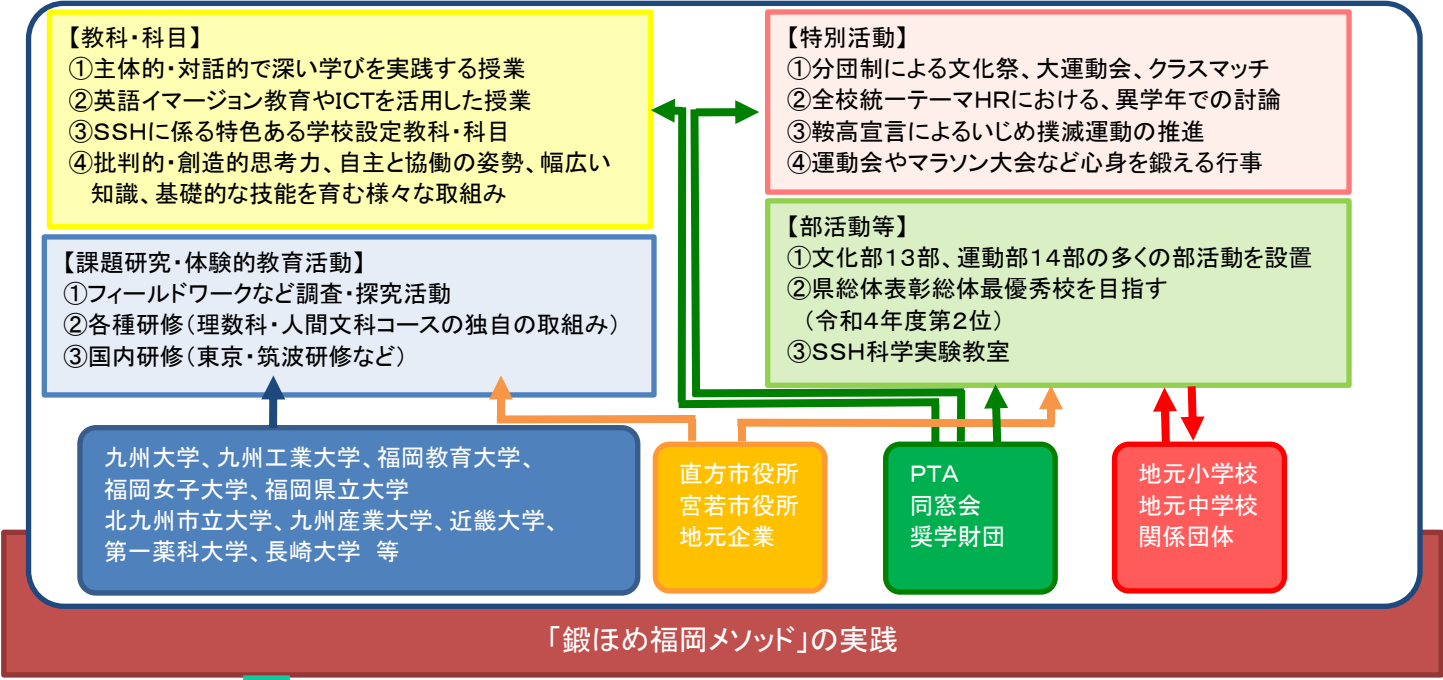 【教科・科目】
①主体的・対話的で深い学びを実践する授業
②英語イマージョン教育やICTを活用した授業
③SSHに係る特色ある学校設定教科・科目
④批判的・創造的思考力、自主と協働の姿勢、幅広い
知識、基礎的な技能を育む様々な取組み
【特別活動】
①分団制による文化祭、大運動会、クラスマッチ
②全校統一テーマHRにおける、異学年での討論
③鞍高宣言によるいじめ撲滅運動の推進
④運動会やマラソン大会など心身を鍛える行事
【課題研究・体験的教育活動】
①フィールドワークなど調査・探究活動
②各種研修(理数科・人間文科コースの独自の取組み)
③国内研修(東京・筑波研修など)
【部活動等】
①文化部13部、運動部14部の多くの部活動を設置
②県総体表彰総体最優秀校を目指す
(令和4年度第2位)
③SSH科学実験教室
九州大学、九州工業大学、福岡教育大学、
福岡女子大学、福岡県立大学
北九州市立大学、九州産業大学、近畿大学、
第一薬科大学、長崎大学 等
直方市役所
宮若市役所
地元企業
PTA
同窓会
奨学財団
地元小学校
地元中学校
関係団体
「鍛ほめ福岡メソッド」の実践